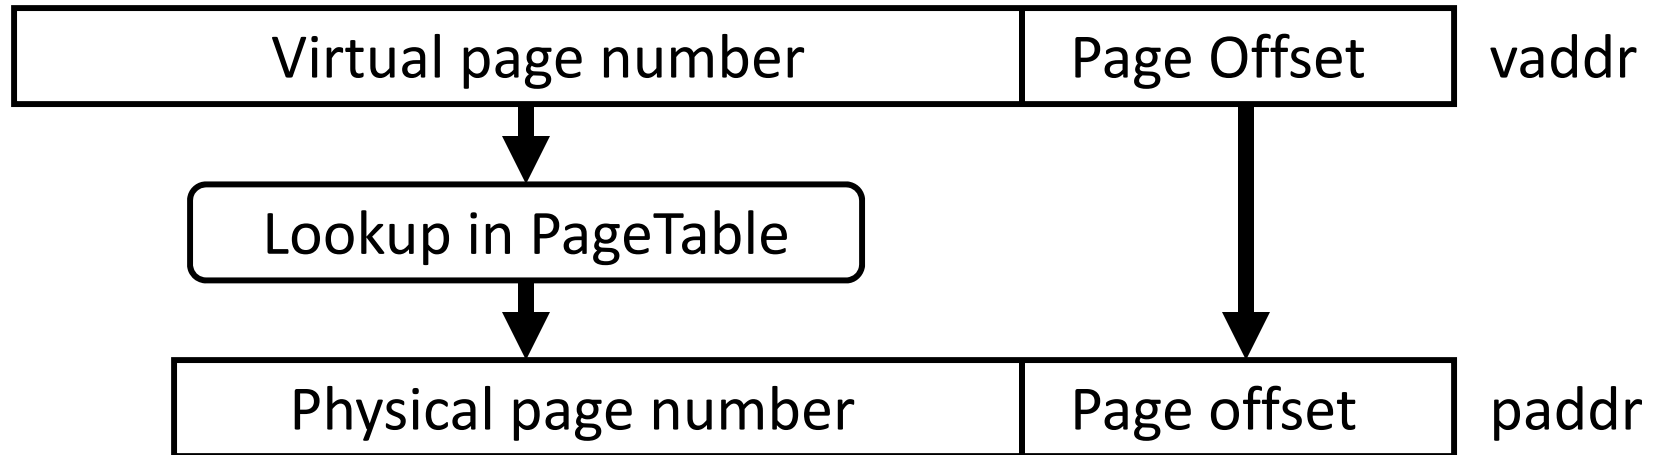 Virtual page number Page Offset vaddr
Lookup in PageTable
Physical page number Page offset paddr